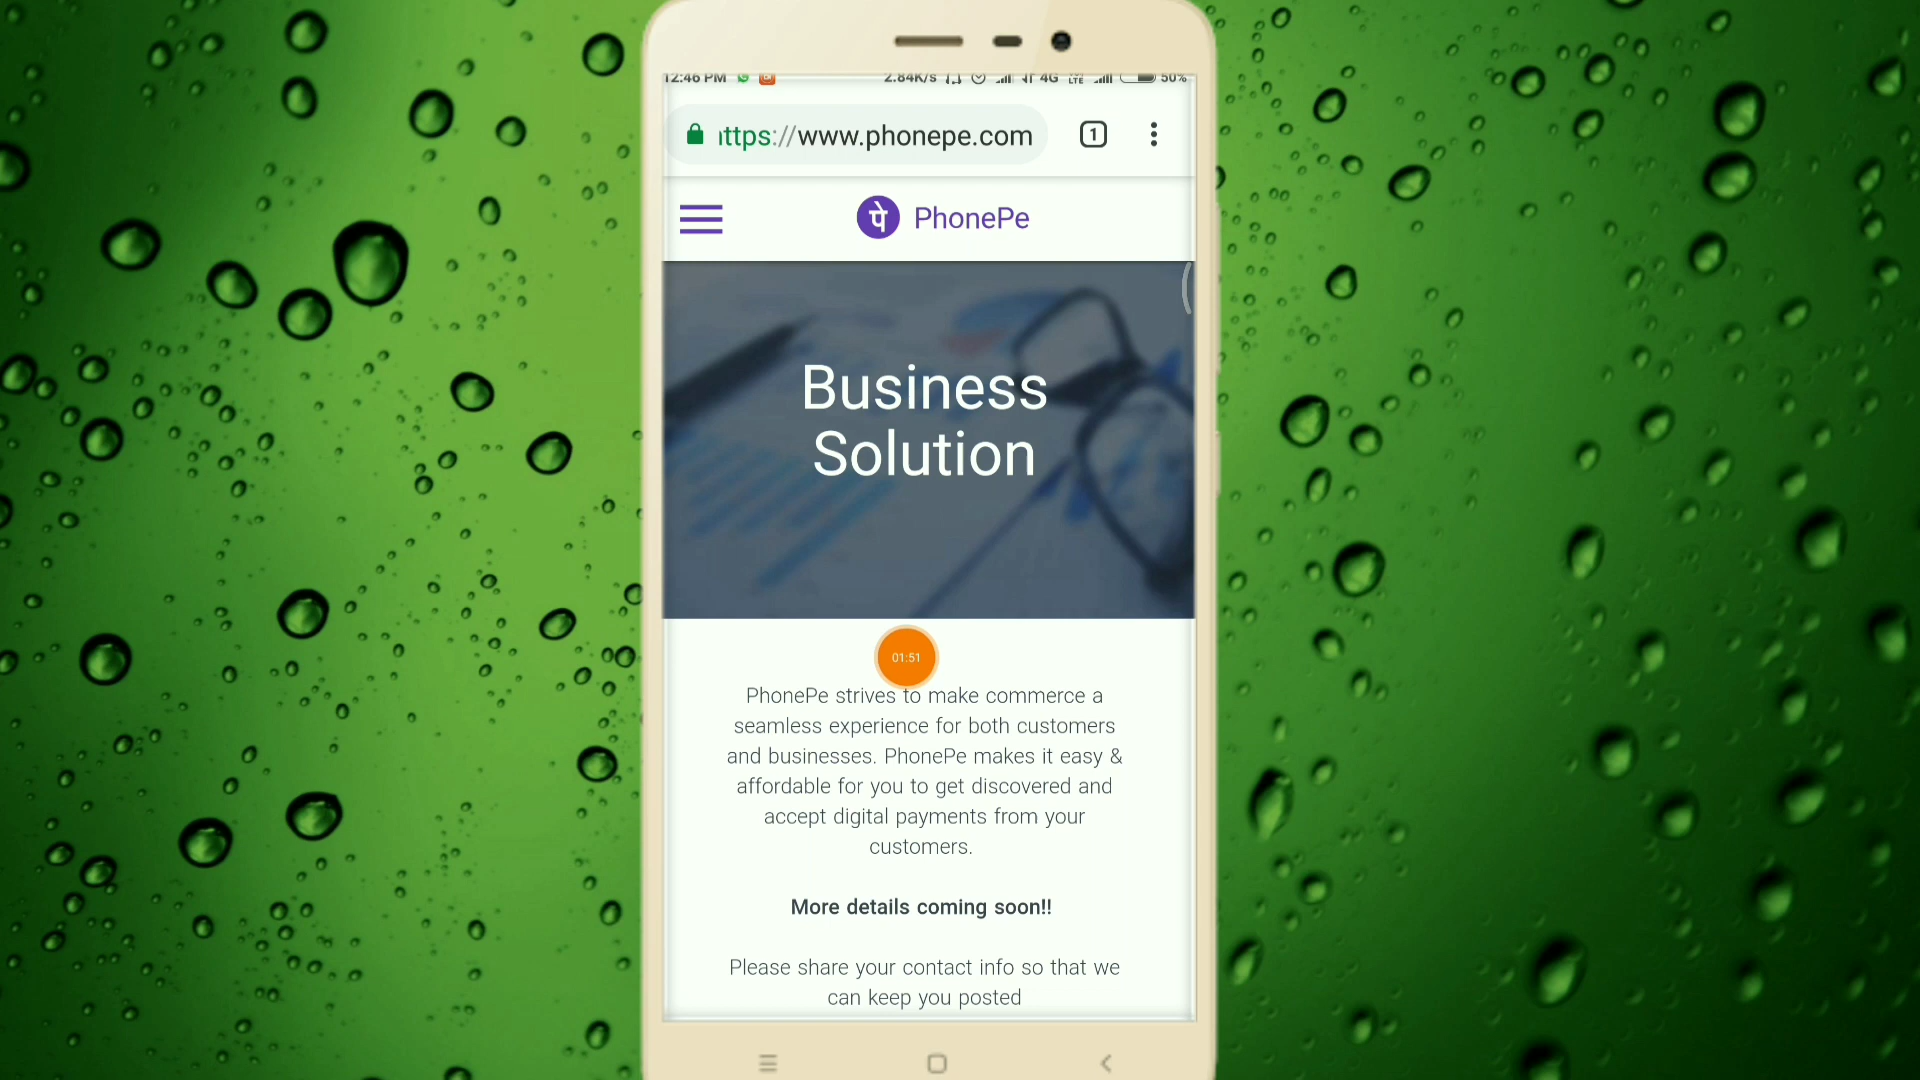 12:46 PM 2.84K/s 4G LTE 50%
ttps://www.phonepe.com 1
पे PhonePe
Business
Solution
01:51
PhonePe strives to make commerce a
seamless experience for both customers
and businesses. PhonePe makes it easy &
affordable for you to get discovered and
accept digital payments from your
customers.
More details coming soon!!
Please share your contact info so that we
can keep you posted